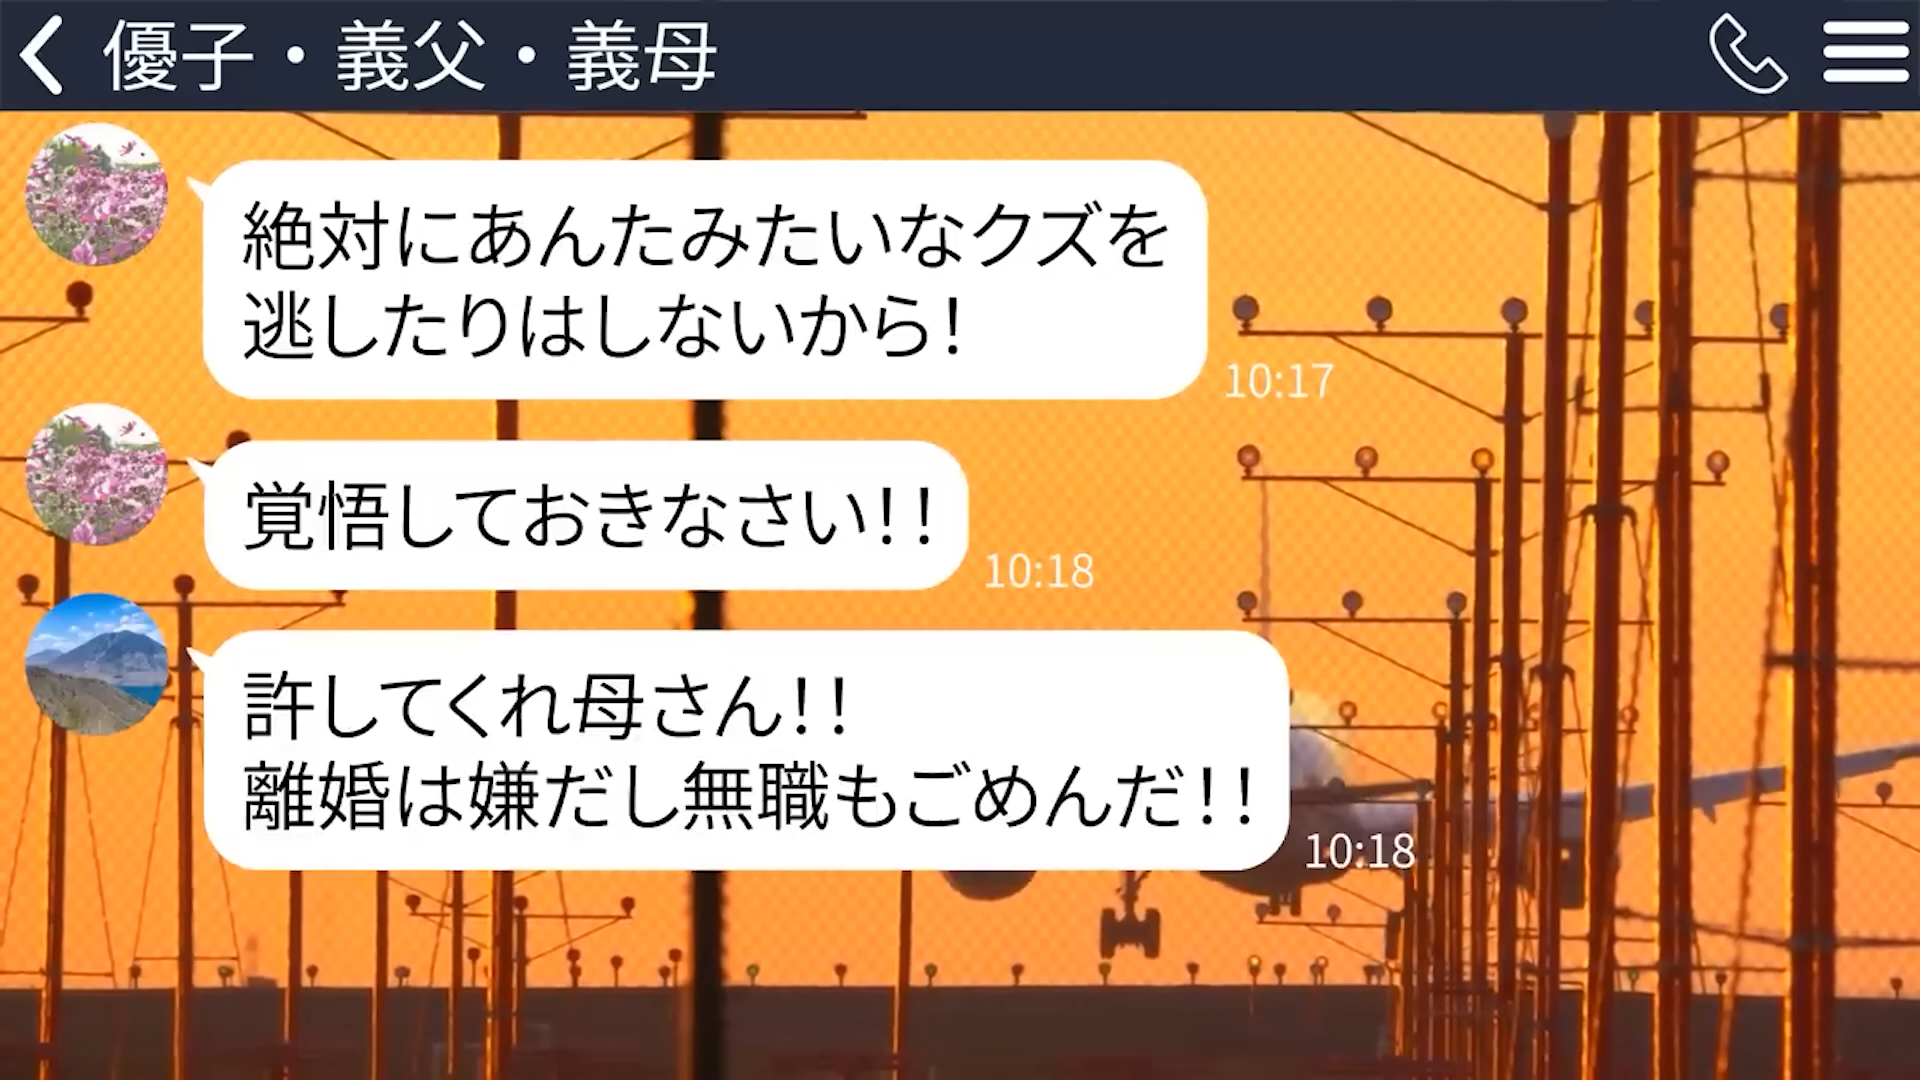 優子・義父・義母
絶対にあんたみたいなクズを
逃したりはしないから!
10:17
覚悟しておきなさい!!
10:18
許してくれ母さん!!
離婚は嫌だし無職もごめんだ!!
10:18